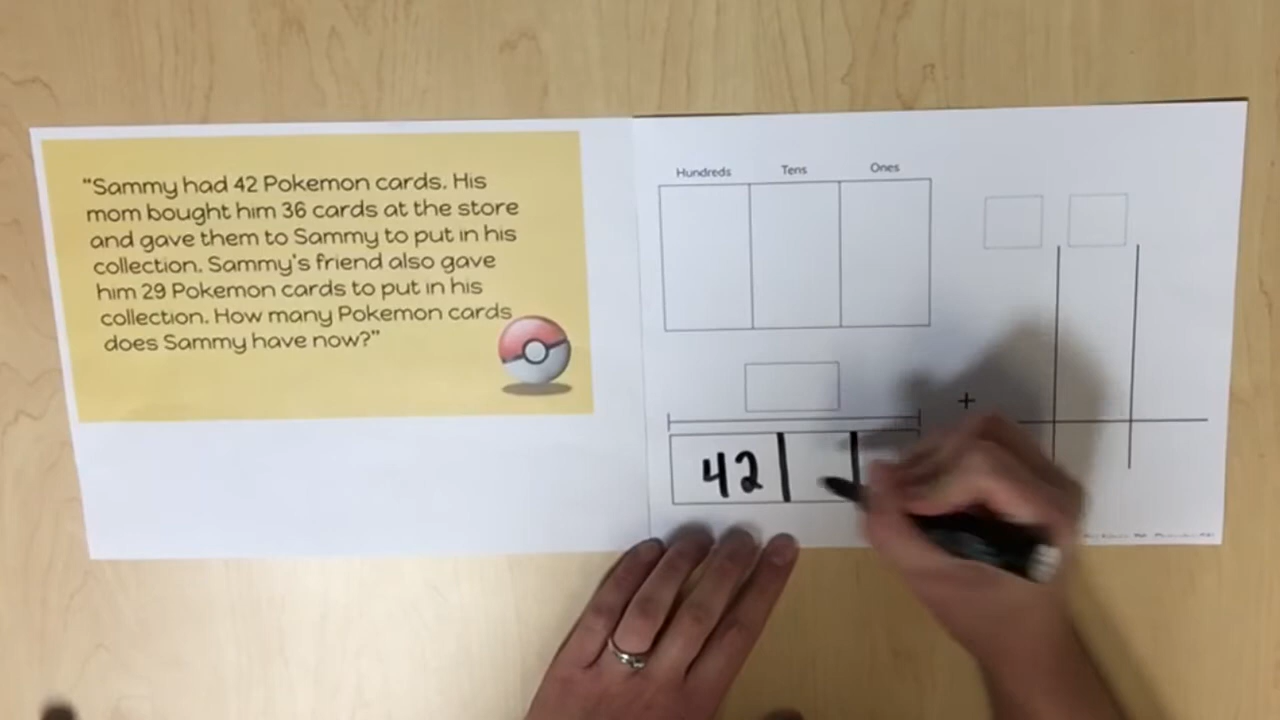 “Sammy had 42 Pokemon cards. His
mom bought him 36 cards at the store
and gave them to Sammy to put in his
collection. Sammy’s friend also gave
him 29 Pokemon cards to put in his
collection. How many Pokemon cards
does Sammy have now?”
Hundreds Tens Ones
+
42